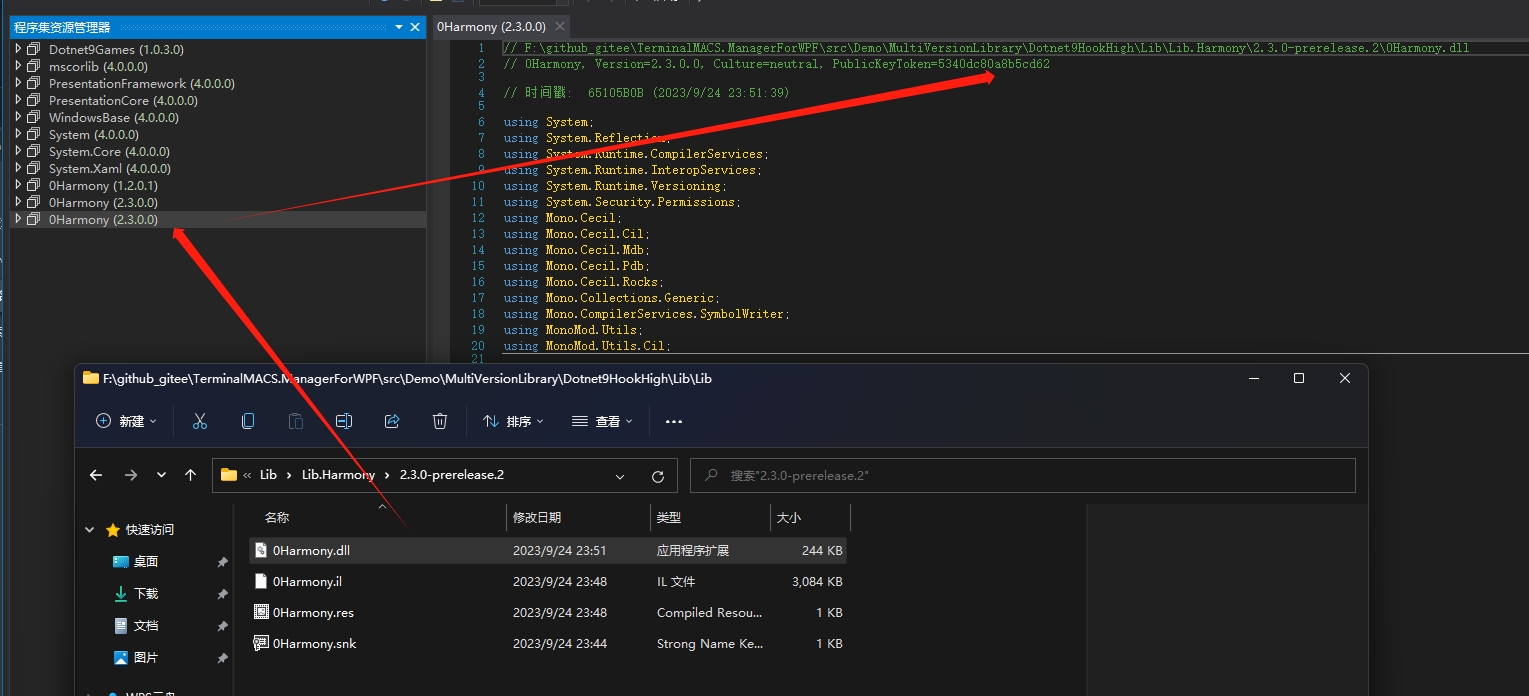 程序集资源管理器
Dotnet9Games (1.0.3.0)
mscorlib (4.0.0.0)
PresentationFramework (4.0.0.0)
PresentationCore (4.0.0.0)
WindowsBase (4.0.0.0)
System (4.0.0.0)
System.Core (4.0.0.0)
System.Xaml (4.0.0.0)
0Harmony (1.2.0.1)
0Harmony (2.3.0.0)
0Harmony (2.3.0.0)
0Harmony (2.3.0.0)
1 // F:\github_gitee\TerminalMACS.ManagerForWPF\src\Demo\MultiVersionLibrary\Dotnet9HookHigh\Lib\Lib.Harmony\2.3.0-prerelease.2\0Harmony.dll
2 // 0Harmony, Version=2.3.0.0, Culture=neutral, PublicKeyToken=5340dc80a8b5cd62
3
4 // 时间戳: 65105B0B (2023/9/24 23:51:39)
5
6 using System;
7 using System.Reflection;
8 using System.Runtime.CompilerServices;
9 using System.Runtime.InteropServices;
10 using System.Runtime.Versioning;
11 using System.Security.Permissions;
12 using Mono.Cecil;
13 using Mono.Cecil.Cil;
14 using Mono.Cecil.Mdb;
15 using Mono.Cecil.Pdb;
16 using Mono.Cecil.Rocks;
17 using Mono.Collections.Generic;
18 using Mono.CompilerServices.SymbolWriter;
19 using MonoMod.Utils;
20 using MonoMod.Utils.Cil;
21
F:\github_gitee\TerminalMACS.ManagerForWPF\src\Demo\MultiVersionLibrary\Dotnet9HookHigh\Lib\Lib
新建 排序 查看
« Lib › Lib.Harmony › 2.3.0-prerelease.2
搜索"2.3.0-prerelease.2"
快速访问
桌面
下载
文档
图片
名称 修改日期 类型 大小
0Harmony.dll 2023/9/24 23:51 应用程序扩展 244 KB
0Harmony.il 2023/9/24 23:48 IL 文件 3,084 KB
0Harmony.res 2023/9/24 23:48 Compiled Resou... 1 KB
0Harmony.snk 2023/9/24 23:44 Strong Name Ke... 1 KB